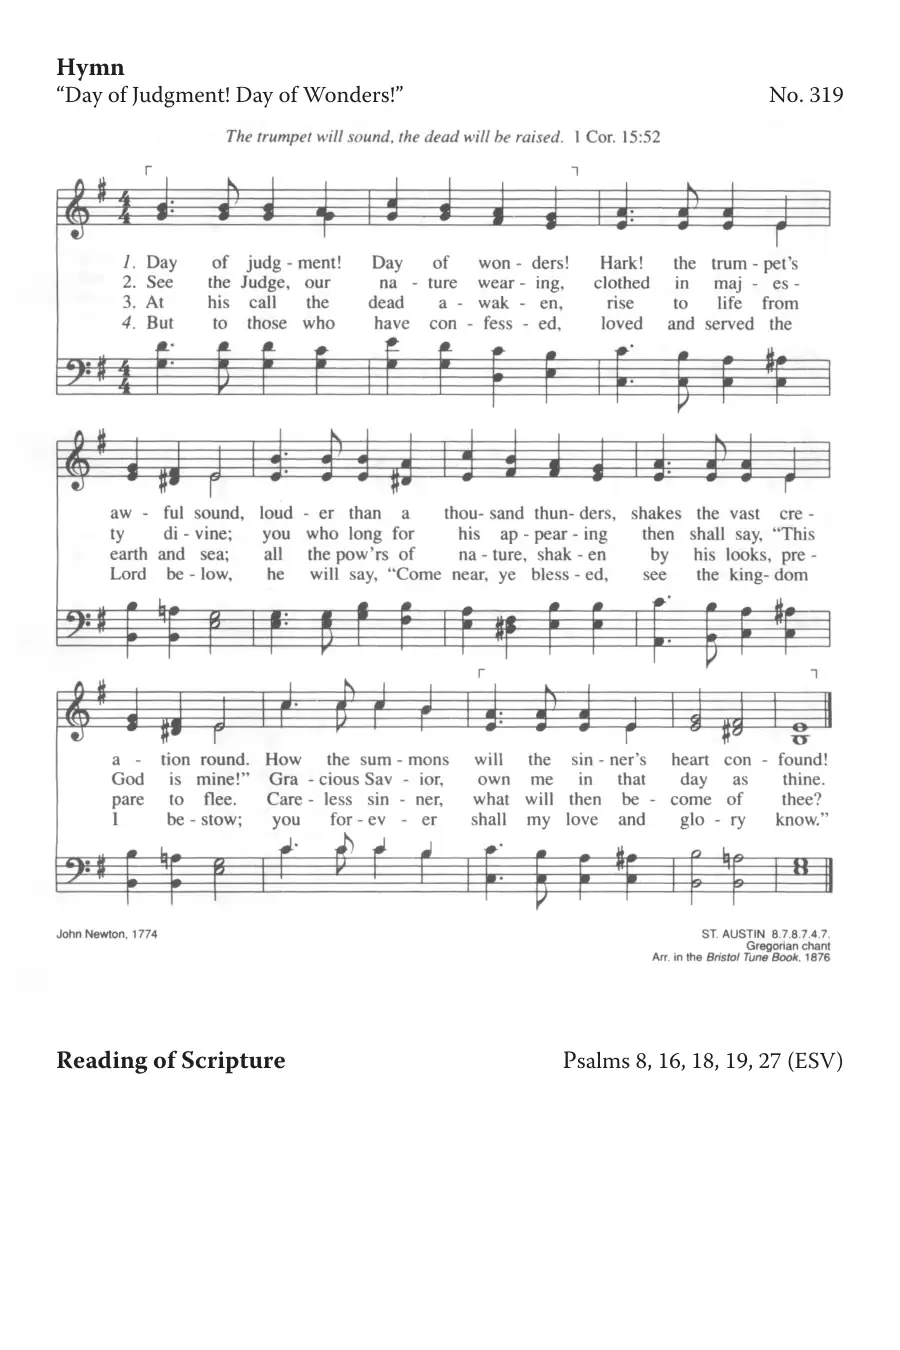 Hymn
“Day of Judgment! Day of Wonders!” No. 319
The trumpet will sound, the dead will be raised. 1 Cor. 15:52
1. Day of judg - ment! Day of won - ders! Hark! the trum - pet’s
2. See the Judge, our na - ture wear - ing, clothed in maj - es -
3. At his call the dead a - wak - en, rise to life from
4. But to those who have con - fess - ed, loved and served the
aw - ful sound, loud - er than a thou- sand thun- ders, shakes the vast cre -
ty di - vine; you who long for his ap - pear - ing then shall say, “This
earth and sea; all the pow’rs of na - ture, shak - en by his looks, pre -
Lord be - low, he will say, “Come near, ye bless - ed, see the king- dom
a - tion round. How the sum - mons will the sin - ner’s heart con - found!
God is mine!” Gra - cious Sav - ior, own me in that day as thine.
pare to flee. Care - less sin - ner, what will then be - come of thee?
I be - stow; you for - ev - er shall my love and glo - ry know.”
John Newton, 1774 ST. AUSTIN 8.7.8.7.4.7.
Gregorian chant
Arr. in the Bristol Tune Book, 1876
Reading of Scripture Psalms 8, 16, 18, 19, 27 (ESV)